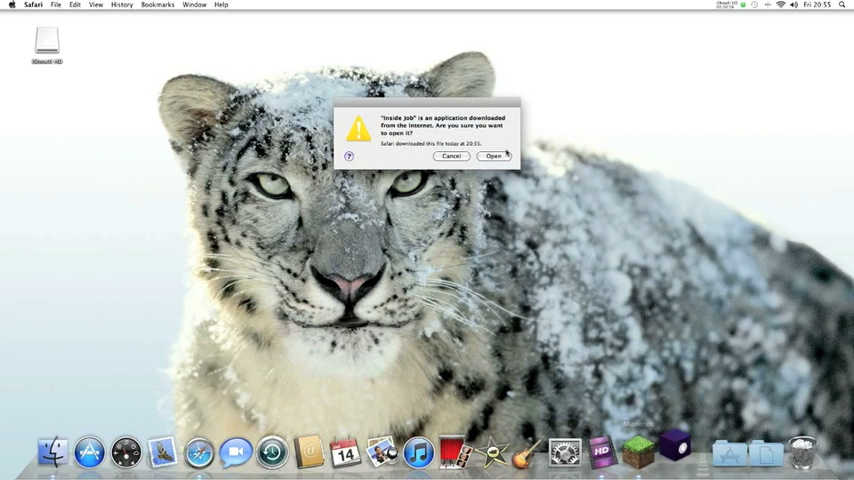 Safari File Edit View History Bookmarks Window Help
Fri 20:55
"Inside Job" is an application downloaded
from the Internet. Are you sure you want
to open it?
Safari downloaded this file today at 20:55.
?
Cancel Open
Minecraft
14
HD